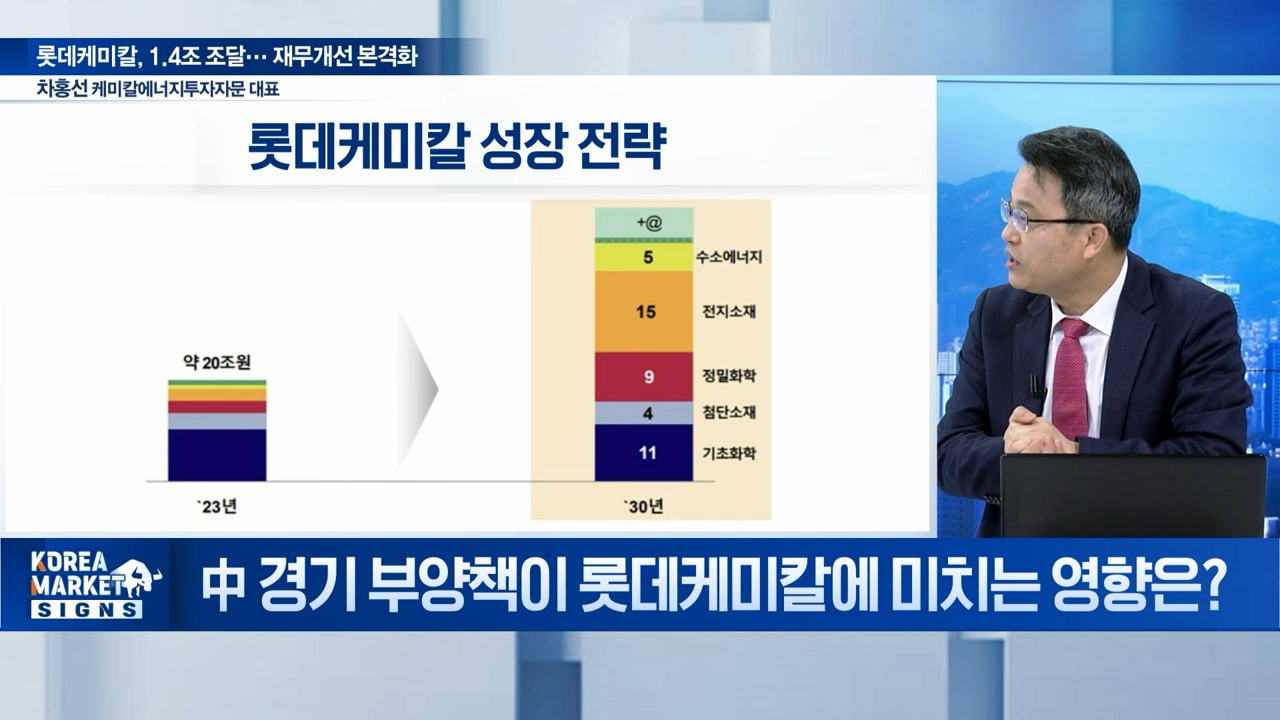 롯데케미칼, 1.4조 조달… 재무개선 본격화
차홍선 케미칼에너지투자자문 대표
롯데케미칼 성장 전략
약 20조원
`23년
+@
5 수소에너지
15 전지소재
9 정밀화학
4 첨단소재
11 기초화학
`30년
KOREA
MARKET
SIGNS
中 경기 부양책이 롯데케미칼에 미치는 영향은?